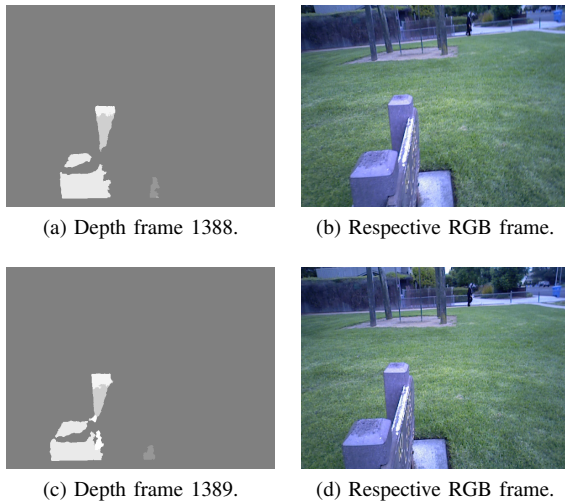 (a) Depth frame 1388.
(b) Respective RGB frame.
(c) Depth frame 1389.
(d) Respective RGB frame.